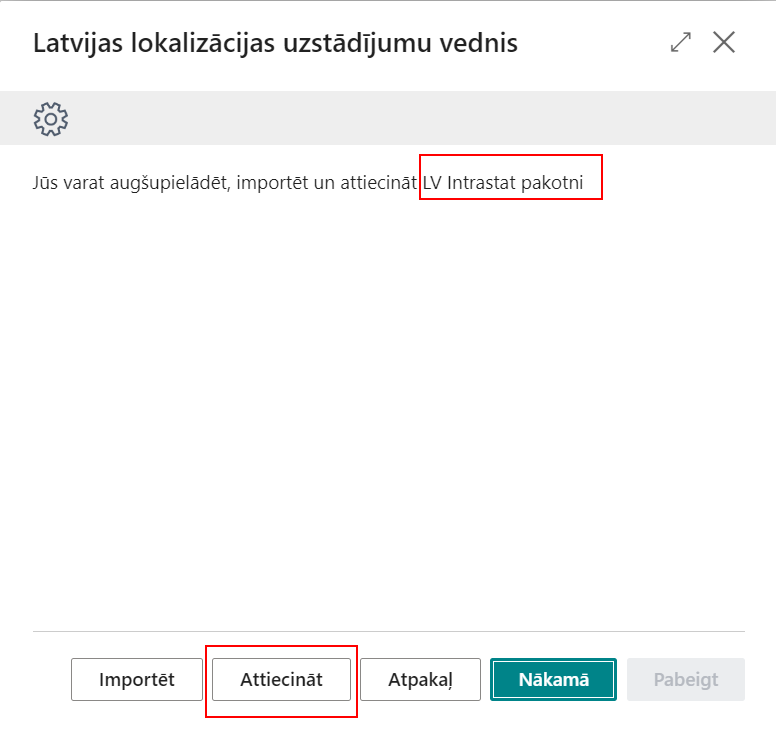 Latvijas lokalizācijas uzstādījumu vednis
Jūs varat augšupielādēt, importēt un attiecināt LV Intrastat pakotni
Importēt Attiecināt Atpakaļ Nākamā Pabeigt